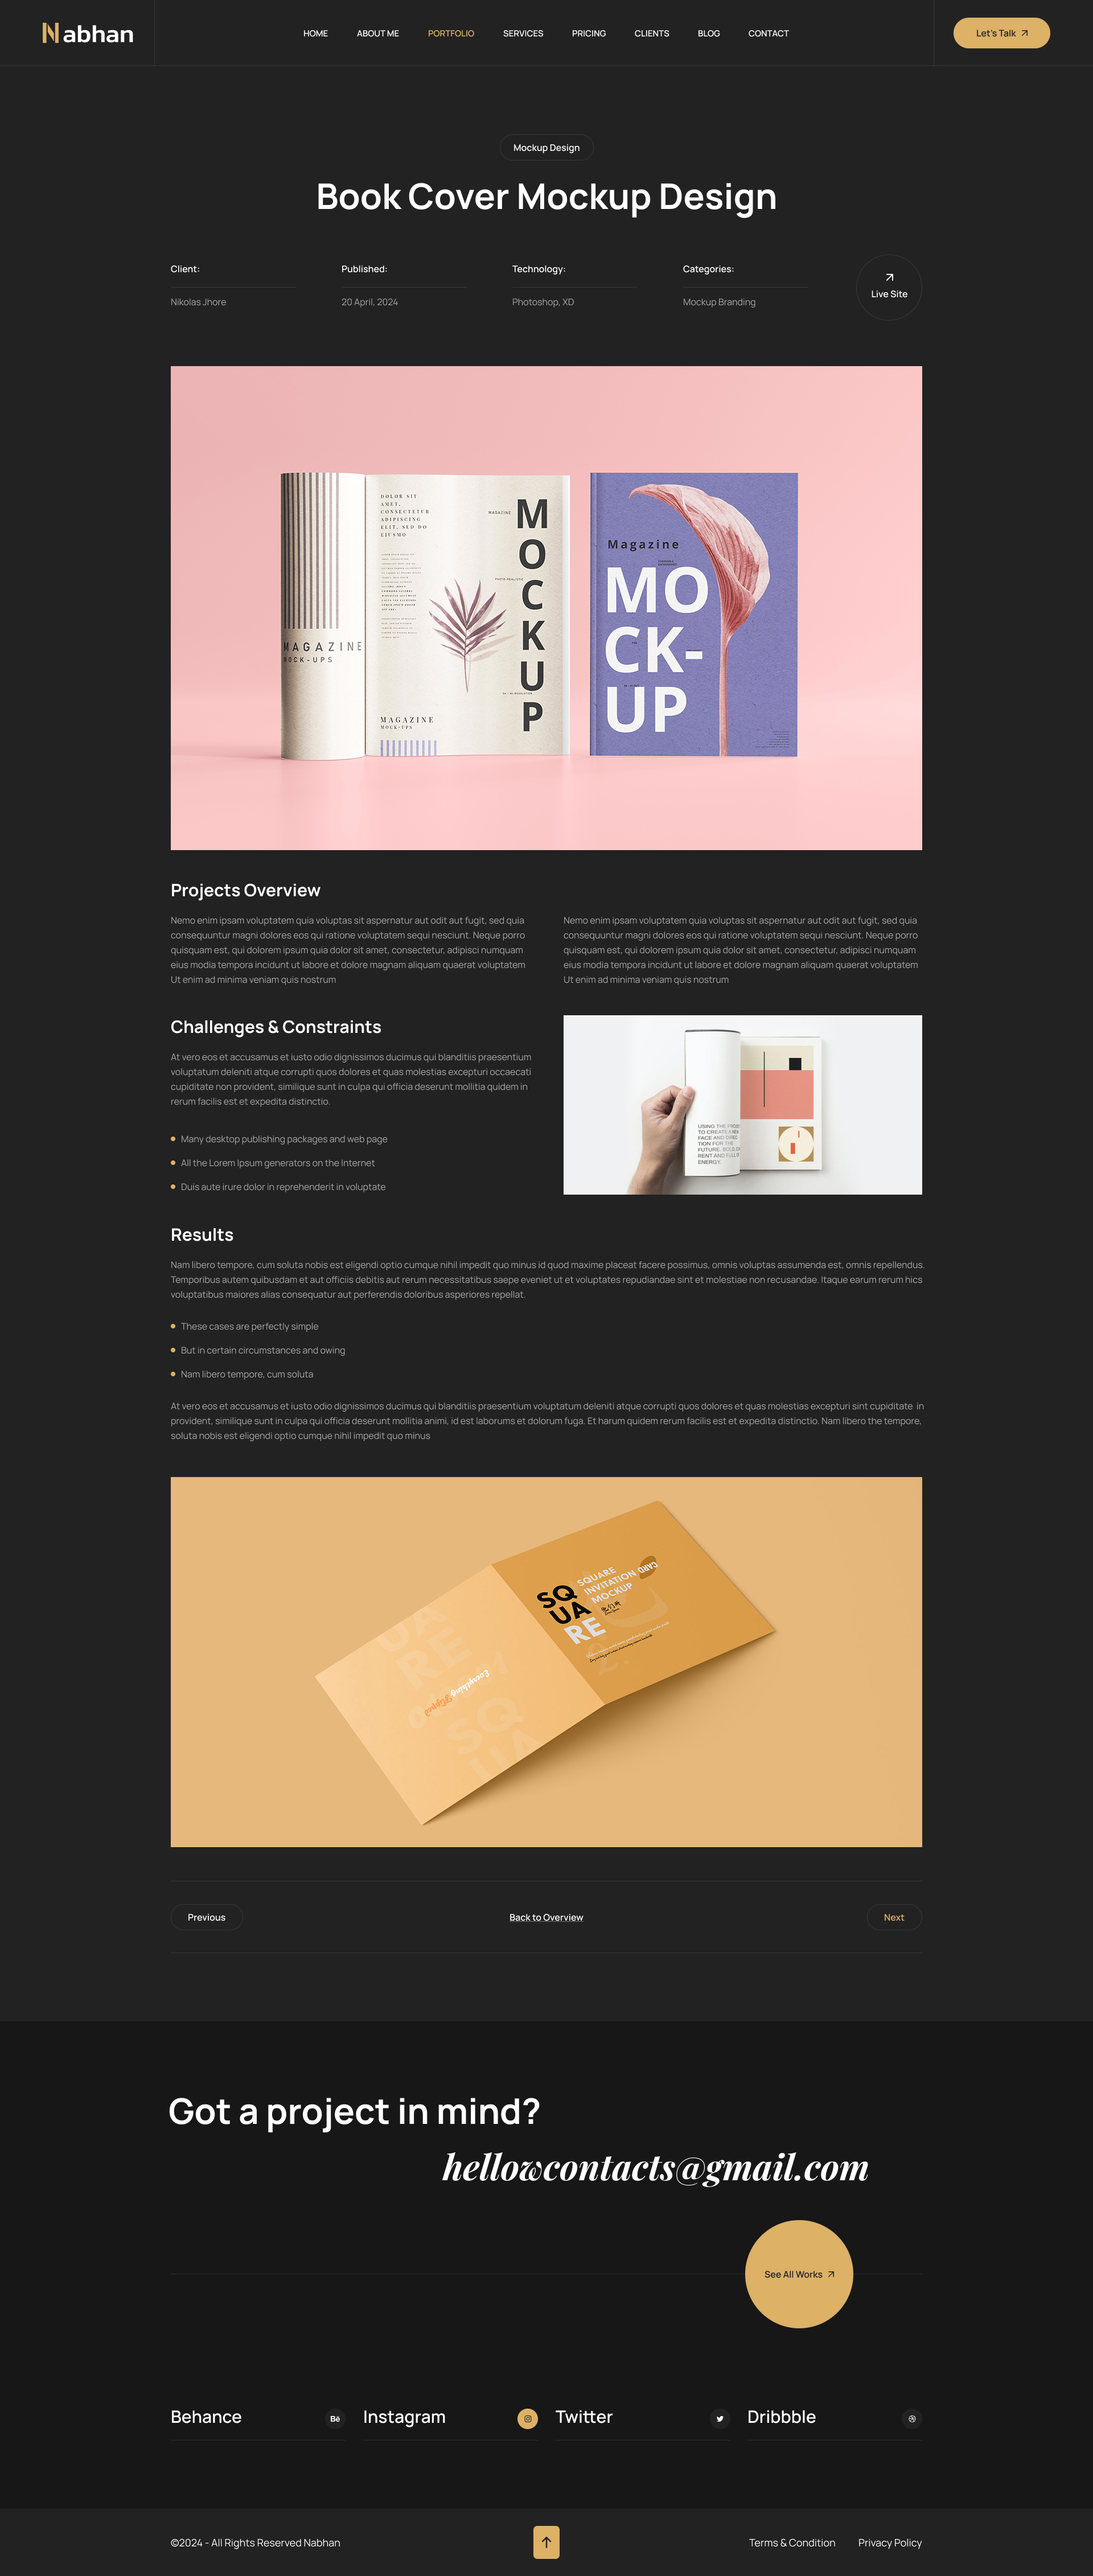 Nabhan
HOME ABOUT ME PORTFOLIO SERVICES PRICING CLIENTS BLOG CONTACT
Let's Talk
Mockup Design
Book Cover Mockup Design
Client:
Nikolas Jhore
Published:
20 April, 2024
Technology:
Photoshop, XD
Categories:
Mockup Branding
Live Site
MAGAZINE
MOCK-UPS
DOLOR SIT
AMET,
CONSECTETUR
ADIPISCING
ELIT, SED DO
EIUSMO
MAGAZINE
MOCKUP
MAGAZINE
MOCK-UPS
Magazine
MO
CK-
UP
Projects Overview
Nemo enim ipsam voluptatem quia voluptas sit aspernatur aut odit aut fugit, sed quia
consequuntur magni dolores eos qui ratione voluptatem sequi nesciunt. Neque porro
quisquam est, qui dolorem ipsum quia dolor sit amet, consectetur, adipisci numquam
eius modia tempora incidunt ut labore et dolore magnam aliquam quaerat voluptatem
Ut enim ad minima veniam quis nostrum
Nemo enim ipsam voluptatem quia voluptas sit aspernatur aut odit aut fugit, sed quia
consequuntur magni dolores eos qui ratione voluptatem sequi nesciunt. Neque porro
quisquam est, qui dolorem ipsum quia dolor sit amet, consectetur, adipisci numquam
eius modia tempora incidunt ut labore et dolore magnam aliquam quaerat voluptatem
Ut enim ad minima veniam quis nostrum
Challenges & Constraints
At vero eos et accusamus et iusto odio dignissimos ducimus qui blanditiis praesentium
voluptatum deleniti atque corrupti quos dolores et quas molestias excepturi occaecati
cupiditate non provident, similique sunt in culpa qui officia deserunt mollitia quidem in
rerum facilis est et expedita distinctio.
Many desktop publishing packages and web page
All the Lorem Ipsum generators on the Internet
Duis aute irure dolor in reprehenderit in voluptate
USING THE
TO CREATE
FACE AND
TION FOR THE
FUTURE.
RENT AND
ENERGY.
Results
Nam libero tempore, cum soluta nobis est eligendi optio cumque nihil impedit quo minus id quod maxime placeat facere possimus, omnis voluptas assumenda est, omnis repellendus.
Temporibus autem quibusdam et aut officiis debitis aut rerum necessitatibus saepe eveniet ut et voluptates repudiandae sint et molestiae non recusandae. Itaque earum rerum hics
voluptatibus maiores alias consequatur aut perferendis doloribus asperiores repellat.
These cases are perfectly simple
But in certain circumstances and owing
Nam libero tempore, cum soluta
At vero eos et accusamus et iusto odio dignissimos ducimus qui blanditiis praesentium voluptatum deleniti atque corrupti quos dolores et quas molestias excepturi sint cupiditate in
provident, similique sunt in culpa qui officia deserunt mollitia animi, id est laborums et dolorum fuga. Et harum quidem rerum facilis est et expedita distinctio. Nam libero the tempore,
soluta nobis est eligendi optio cumque nihil impedit quo minus
SQ
UA
RE
SQUARE
INVITATION CARD
MOCKUP
UA
RE
SQ
UA
Previous
Back to Overview
Next
Got a project in mind?
hellowcontacts@gmail.com
See All Works
Behance Bē
Instagram
Twitter
Dribbble
©2024 - All Rights Reserved Nabhan
Terms & Condition
Privacy Policy